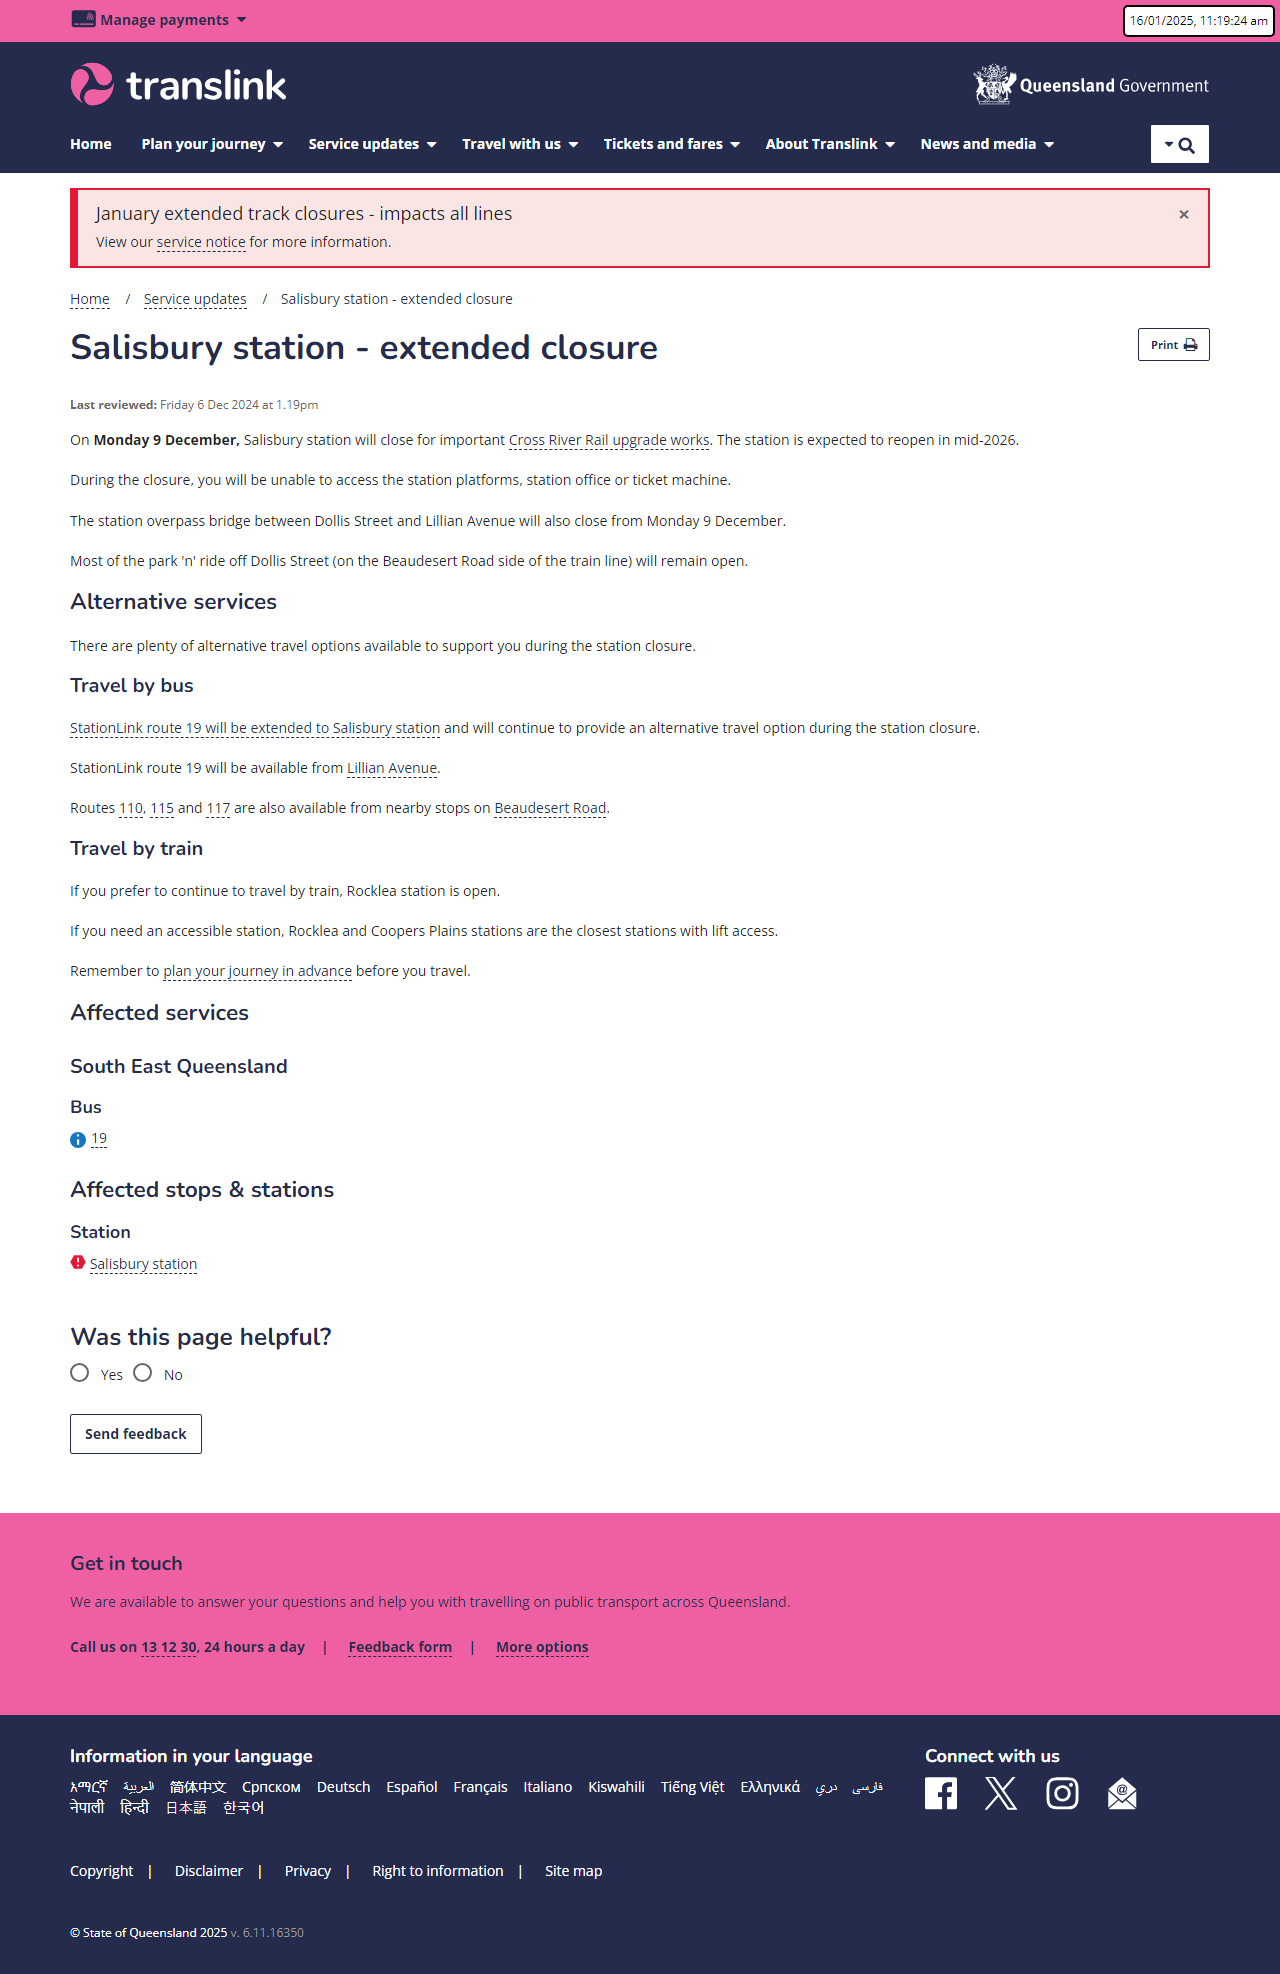 Manage payments
16/01/2025, 11:19:24 am
translink
Queensland Government
Home Plan your journey Service updates Travel with us Tickets and fares About Translink News and media
January extended track closures - impacts all lines ×
View our service notice for more information.
Home / Service updates / Salisbury station - extended closure
Salisbury station - extended closure
Print
Last reviewed: Friday 6 Dec 2024 at 1.19pm
On Monday 9 December, Salisbury station will close for important Cross River Rail upgrade works. The station is expected to reopen in mid-2026.
During the closure, you will be unable to access the station platforms, station office or ticket machine.
The station overpass bridge between Dollis Street and Lillian Avenue will also close from Monday 9 December.
Most of the park 'n' ride off Dollis Street (on the Beaudesert Road side of the train line) will remain open.
Alternative services
There are plenty of alternative travel options available to support you during the station closure.
Travel by bus
StationLink route 19 will be extended to Salisbury station and will continue to provide an alternative travel option during the station closure.
StationLink route 19 will be available from Lillian Avenue.
Routes 110, 115 and 117 are also available from nearby stops on Beaudesert Road.
Travel by train
If you prefer to continue to travel by train, Rocklea station is open.
If you need an accessible station, Rocklea and Coopers Plains stations are the closest stations with lift access.
Remember to plan your journey in advance before you travel.
Affected services
South East Queensland
Bus
19
Affected stops & stations
Station
Salisbury station
Was this page helpful?
Yes No
Send feedback
Get in touch
We are available to answer your questions and help you with travelling on public transport across Queensland.
Call us on 13 12 30, 24 hours a day | Feedback form | More options
Information in your language
አማርኛ العربية 简体中文 Српском Deutsch Español Français Italiano Kiswahili Tiếng Việt Ελληνικά دري فارسی
नेपाली हिन्दी 日本語 한국어
Connect with us
Copyright | Disclaimer | Privacy | Right to information | Site map
© State of Queensland 2025 v. 6.11.16350